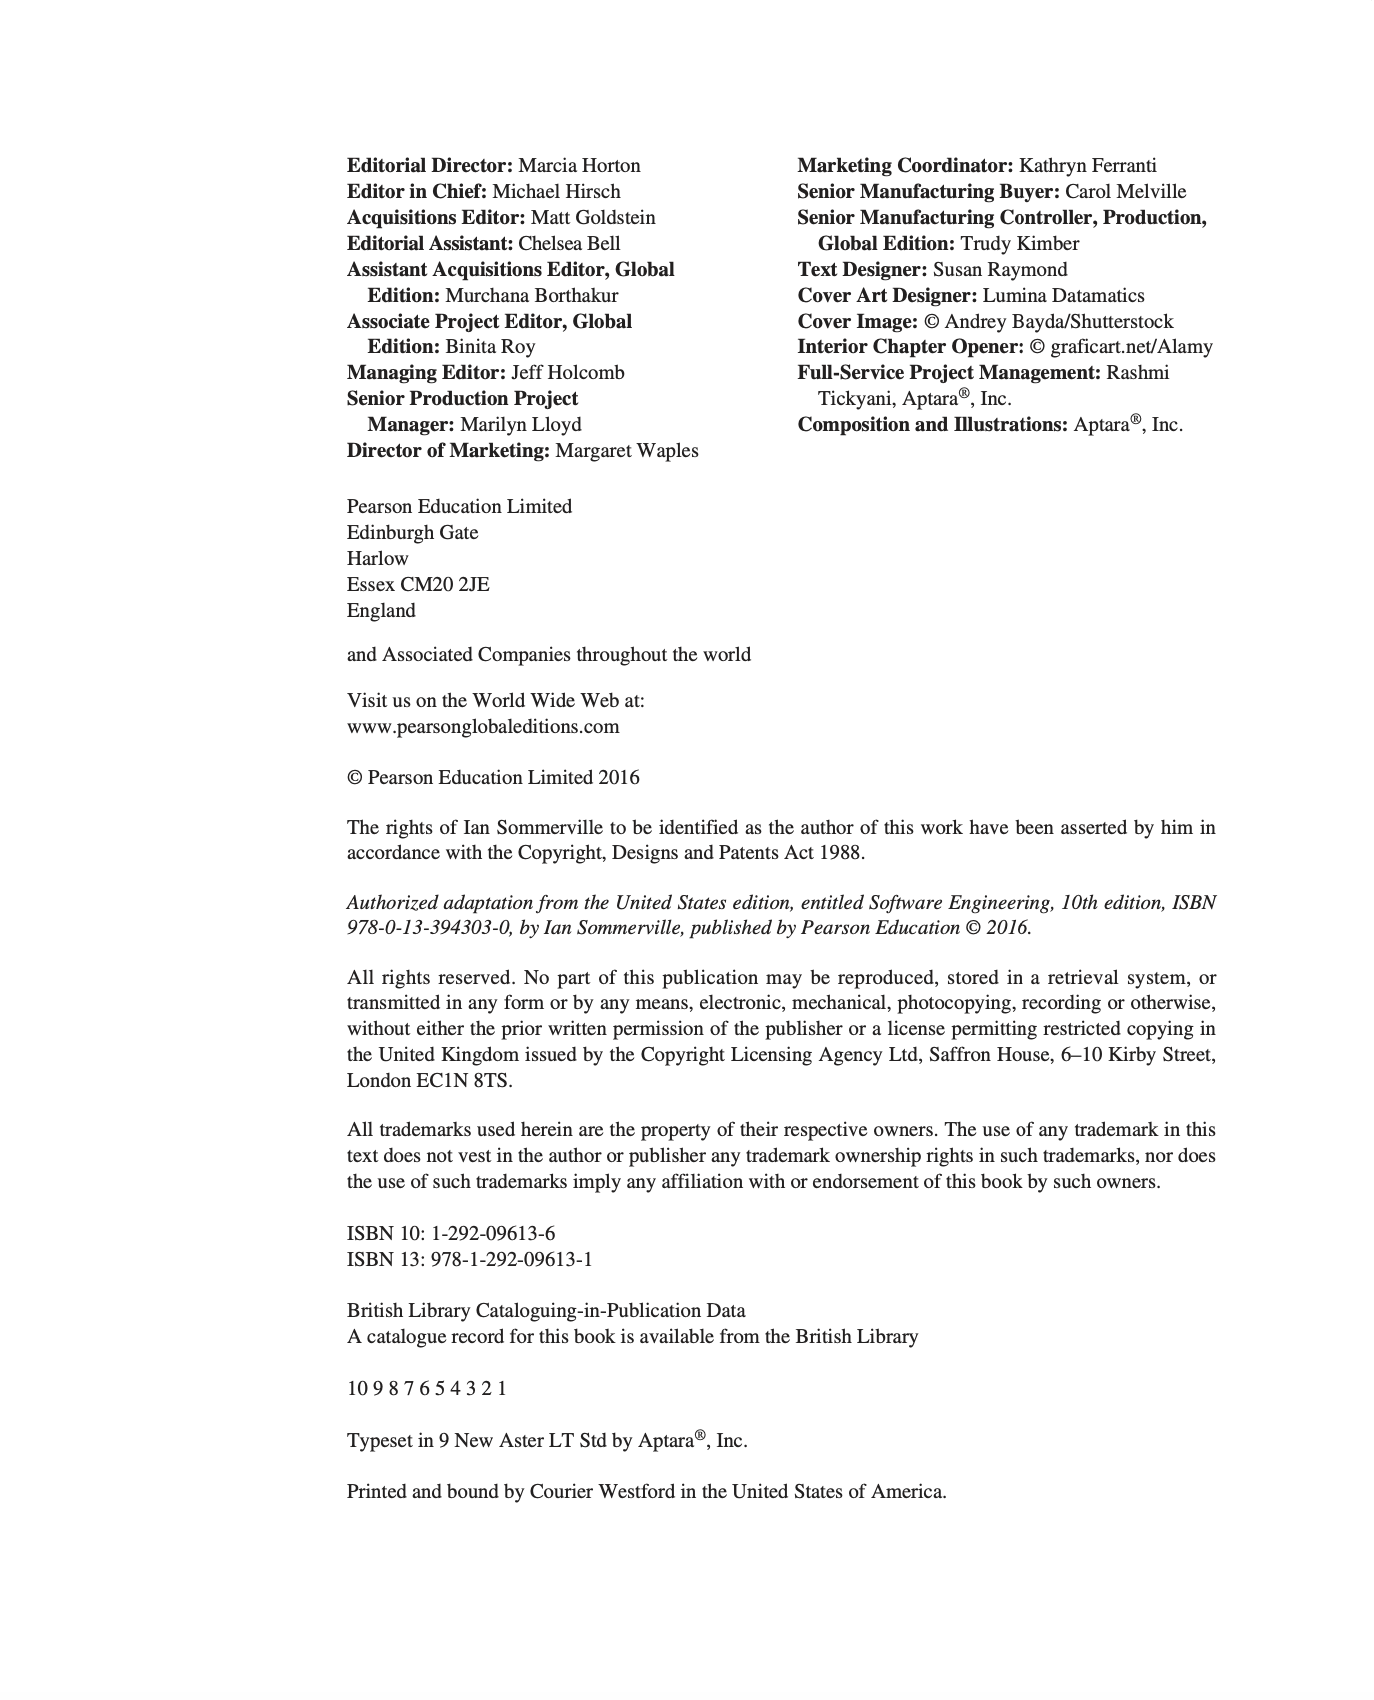 Editorial Director: Marcia Horton
Editor in Chief: Michael Hirsch
Acquisitions Editor: Matt Goldstein
Editorial Assistant: Chelsea Bell
Assistant Acquisitions Editor, Global
Edition: Murchana Borthakur
Associate Project Editor, Global
Edition: Binita Roy
Managing Editor: Jeff Holcomb
Senior Production Project
Manager: Marilyn Lloyd
Director of Marketing: Margaret Waples
Marketing Coordinator: Kathryn Ferranti
Senior Manufacturing Buyer: Carol Melville
Senior Manufacturing Controller, Production,
Global Edition: Trudy Kimber
Text Designer: Susan Raymond
Cover Art Designer: Lumina Datamatics
Cover Image: © Andrey Bayda/Shutterstock
Interior Chapter Opener: © graficart.net/Alamy
Full-Service Project Management: Rashmi
Tickyani, Aptara®, Inc.
Composition and Illustrations: Aptara®, Inc.
Pearson Education Limited
Edinburgh Gate
Harlow
Essex CM20 2JE
England
and Associated Companies throughout the world
Visit us on the World Wide Web at:
www.pearsonglobaleditions.com
© Pearson Education Limited 2016
The rights of Ian Sommerville to be identified as the author of this work have been asserted by him in
accordance with the Copyright, Designs and Patents Act 1988.
Authorized adaptation from the United States edition, entitled Software Engineering, 10th edition, ISBN
978-0-13-394303-0, by Ian Sommerville, published by Pearson Education © 2016.
All rights reserved. No part of this publication may be reproduced, stored in a retrieval system, or
transmitted in any form or by any means, electronic, mechanical, photocopying, recording or otherwise,
without either the prior written permission of the publisher or a license permitting restricted copying in
the United Kingdom issued by the Copyright Licensing Agency Ltd, Saffron House, 6–10 Kirby Street,
London EC1N 8TS.
All trademarks used herein are the property of their respective owners. The use of any trademark in this
text does not vest in the author or publisher any trademark ownership rights in such trademarks, nor does
the use of such trademarks imply any affiliation with or endorsement of this book by such owners.
ISBN 10: 1-292-09613-6
ISBN 13: 978-1-292-09613-1
British Library Cataloguing-in-Publication Data
A catalogue record for this book is available from the British Library
10 9 8 7 6 5 4 3 2 1
Typeset in 9 New Aster LT Std by Aptara®, Inc.
Printed and bound by Courier Westford in the United States of America.